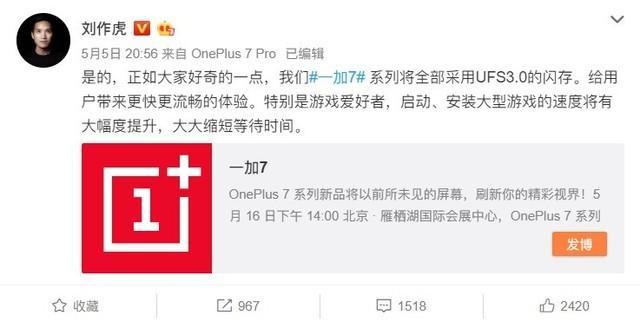 刘作虎
5月5日 20:56 来自 OnePlus 7 Pro 已编辑
是的，正如大家好奇的一点，我们#一加7# 系列将全部采用UFS3.0的闪存。给用
户带来更快更流畅的体验。特别是游戏爱好者，启动、安装大型游戏的速度将有
大幅度提升，大大缩短等待时间。
一加7
OnePlus 7 系列新品将以前所未见的屏幕，刷新你的精彩视界！5
月 16 日下午 14:00 北京 · 雁栖湖国际会展中心，OnePlus 7 系列
发博
收藏 967 1518 2420